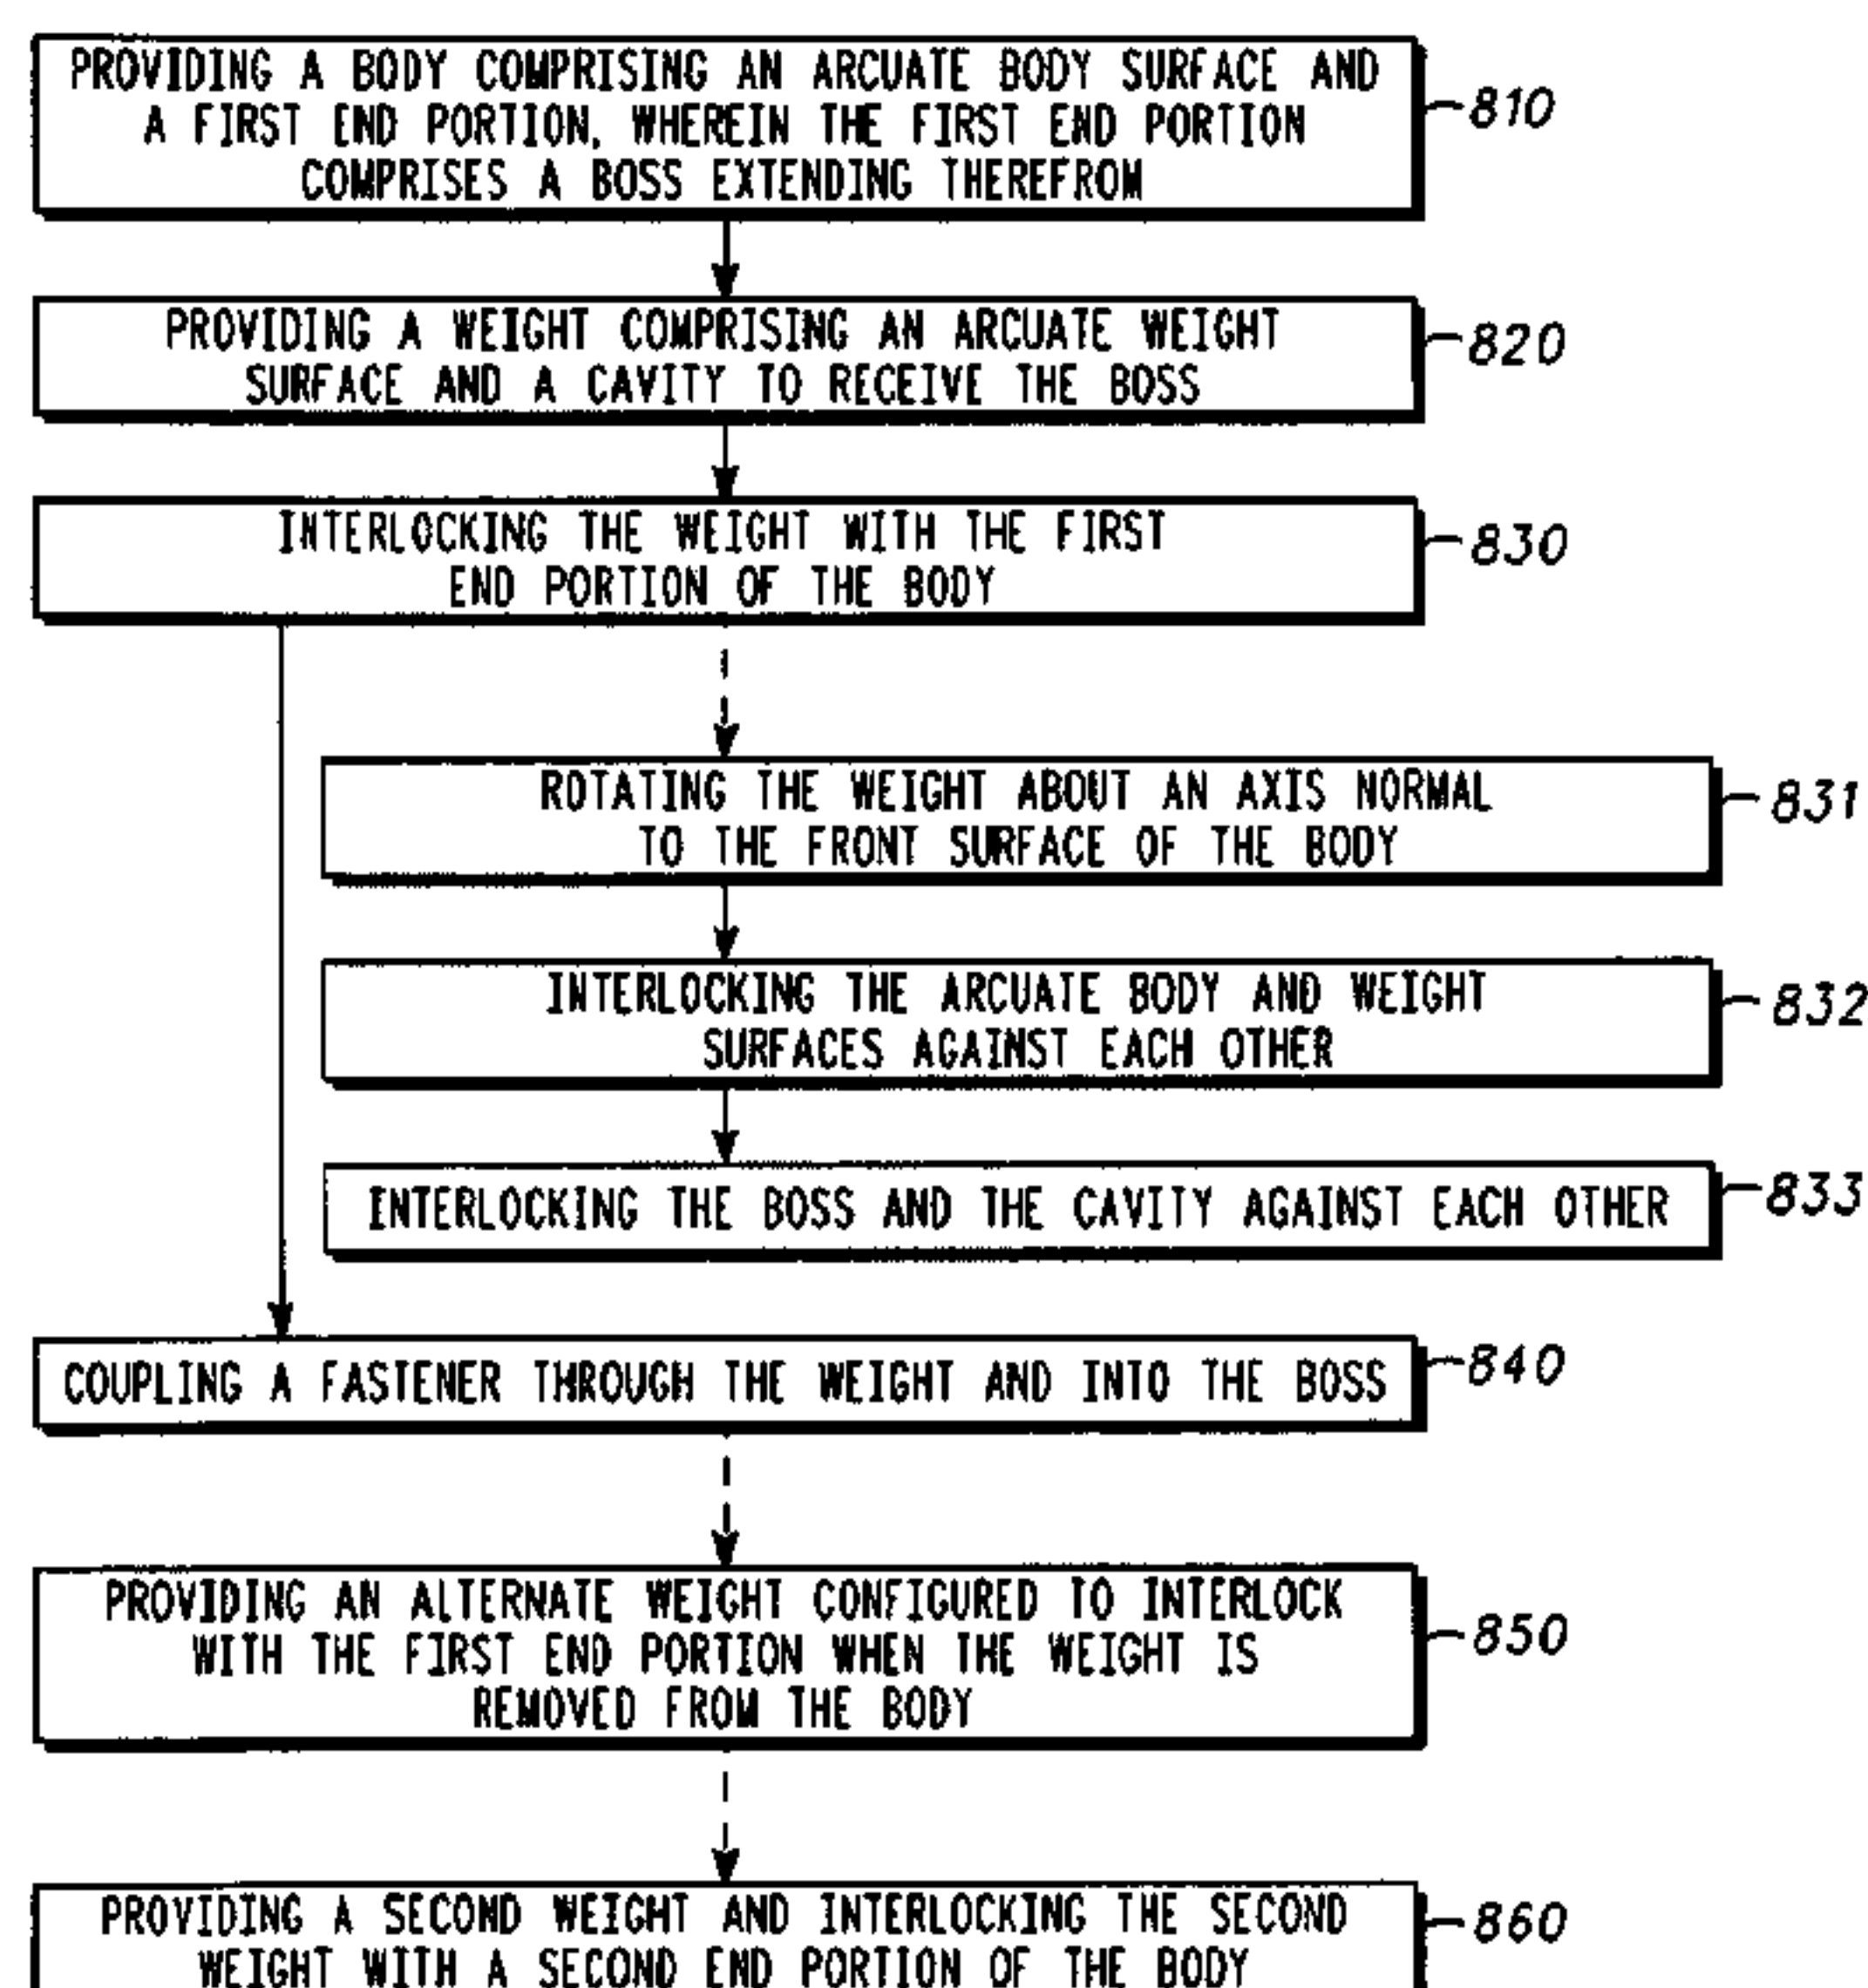 PROVIDING A BODY COMPRISING AN ARCUATE BODY SURFACE AND
A FIRST END PORTION, WHEREIN THE FIRST END PORTION
COMPRISES A BOSS EXTENDING THEREFROM
810
PROVIDING A WEIGHT COMPRISING AN ARCUATE WEIGHT
SURFACE AND A CAVITY TO RECEIVE THE BOSS
820
INTERLOCKING THE WEIGHT WITH THE FIRST
END PORTION OF THE BODY
830
ROTATING THE WEIGHT ABOUT AN AXIS NORMAL
TO THE FRONT SURFACE OF THE BODY
831
INTERLOCKING THE ARCUATE BODY AND WEIGHT
SURFACES AGAINST EACH OTHER
832
INTERLOCKING THE BOSS AND THE CAVITY AGAINST EACH OTHER
833
COUPLING A FASTENER THROUGH THE WEIGHT AND INTO THE BOSS
840
PROVIDING AN ALTERNATE WEIGHT CONFIGURED TO INTERLOCK
WITH THE FIRST END PORTION WHEN THE WEIGHT IS
REMOVED FROM THE BODY
850
PROVIDING A SECOND WEIGHT AND INTERLOCKING THE SECOND
WEIGHT WITH A SECOND END PORTION OF THE BODY
860